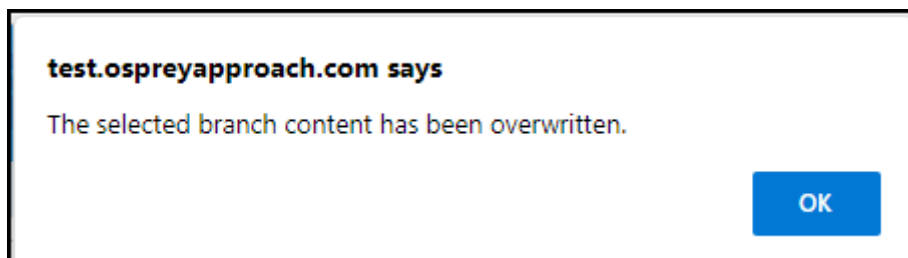 test.ospreyapproach.com says
The selected branch content has been overwritten.
OK